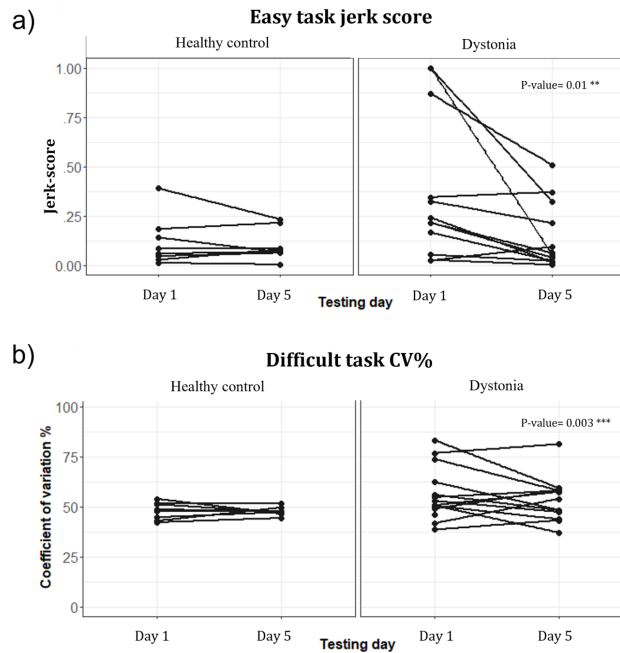 a)
Easy task jerk score
Healthy control
Dystonia
P-value= 0.01 **
Jerk-score
1.00
.75
.50
.25
0.00
Day 1
Day 5
Day 1
Day 5
Testing day
b)
Difficult task CV%
Healthy control
Dystonia
P-value= 0.003 ***
Coefficient of variation %
100
75
50
25
0
Day 1
Day 5
Day 1
Day 5
Testing day